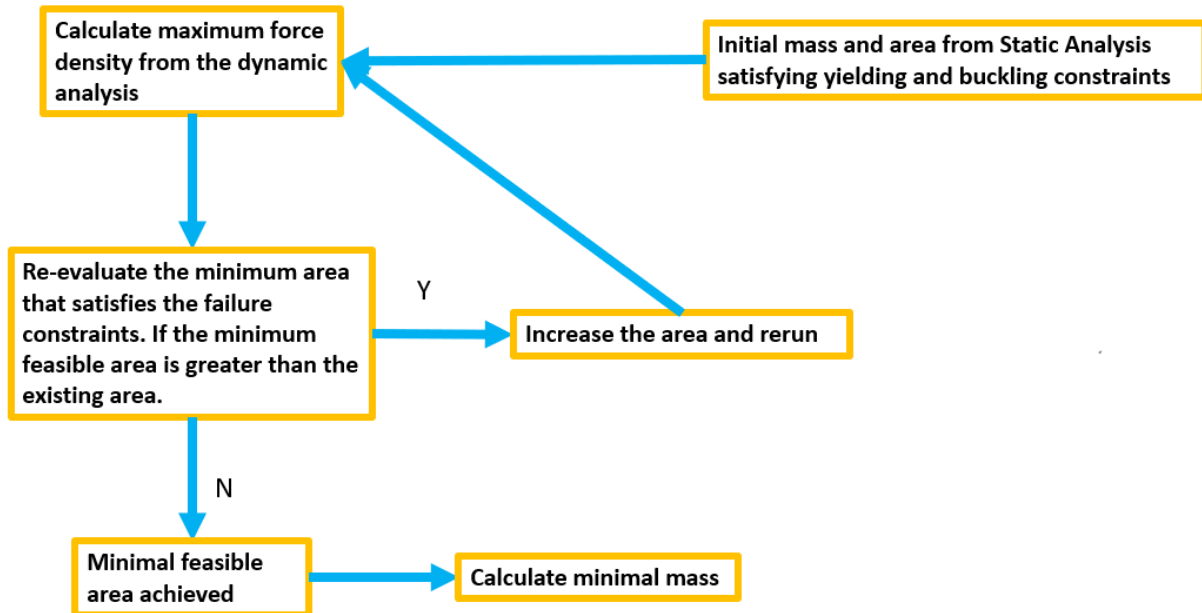 Calculate maximum force
density from the dynamic
analysis
Initial mass and area from Static Analysis
satisfying yielding and buckling constraints
Re-evaluate the minimum area
that satisfies the failure
constraints. If the minimum
feasible area is greater than the
existing area.
Y
Increase the area and rerun
N
Minimal feasible
area achieved
Calculate minimal mass